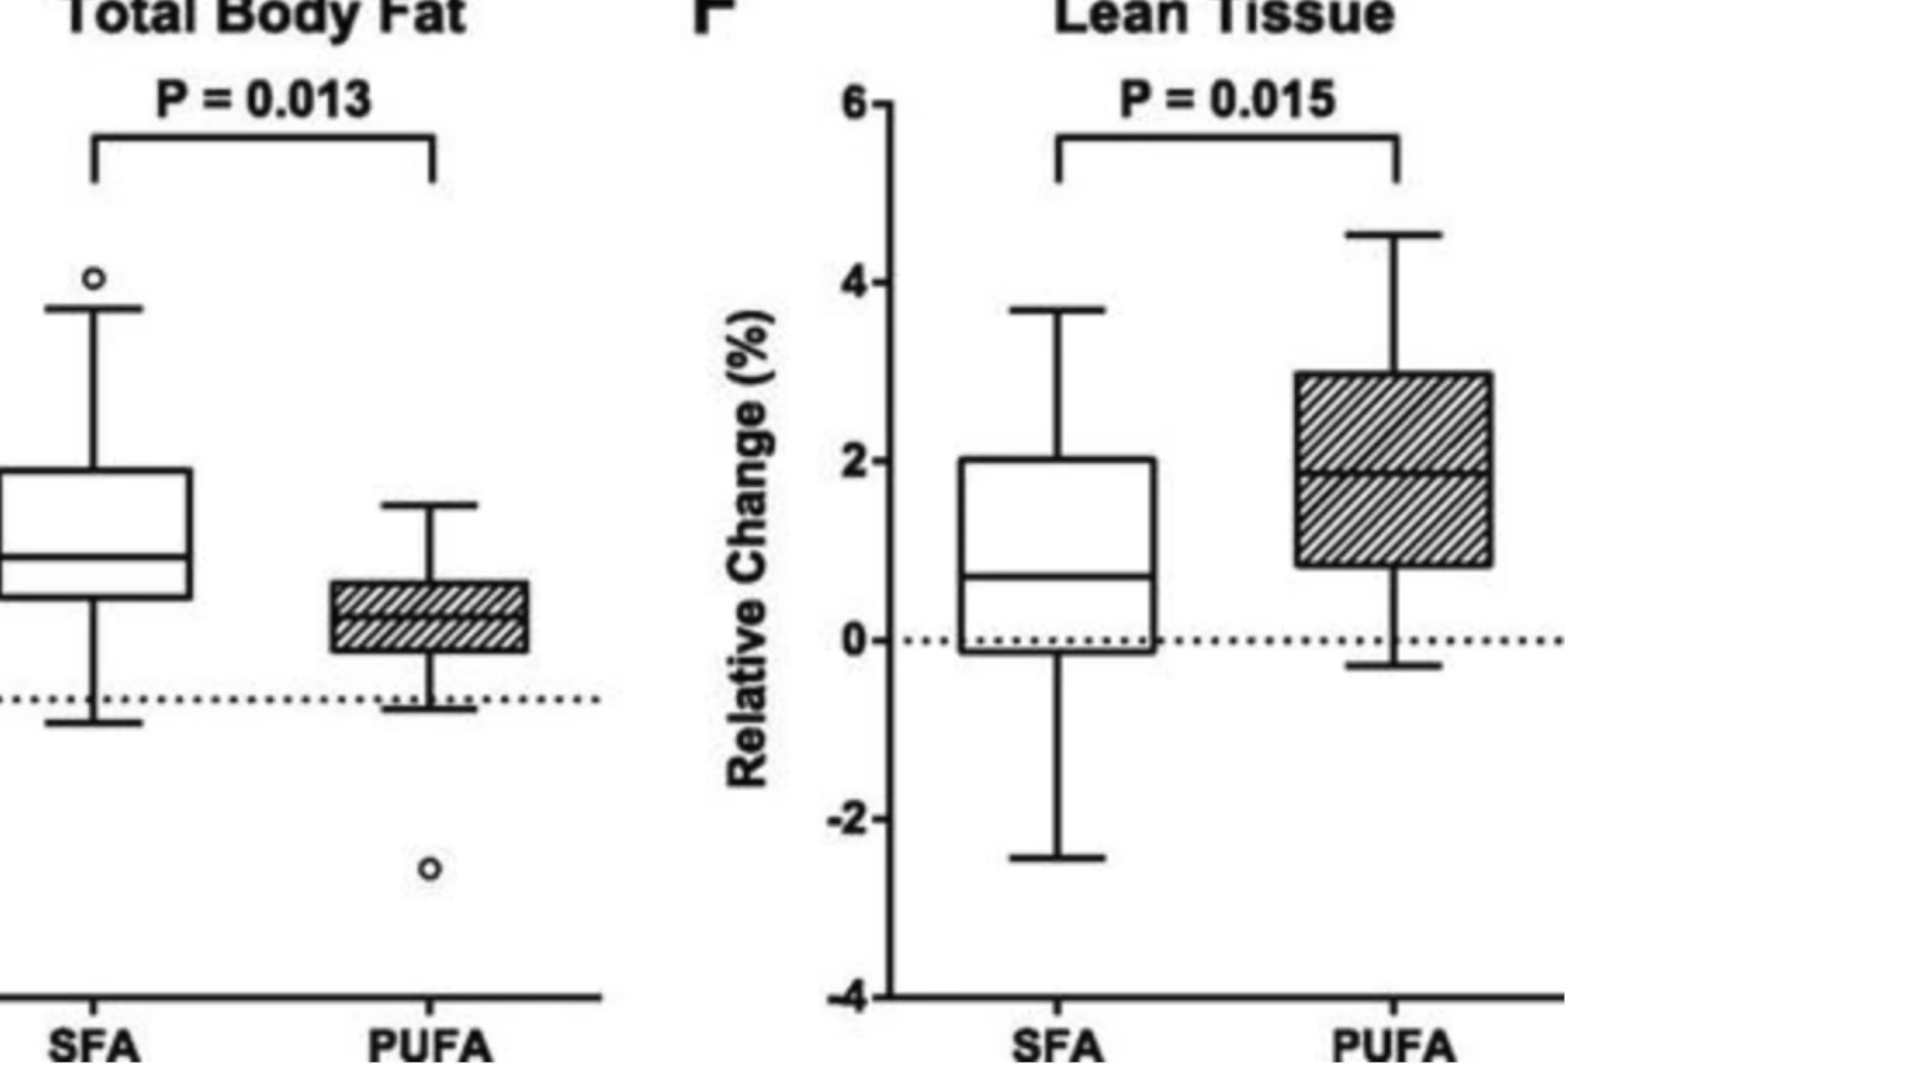 Total Body Fat
P = 0.013
SFA
PUFA
F
Lean Tissue
P = 0.015
Relative Change (%)
6
4
2
0
-2
-4
SFA
PUFA